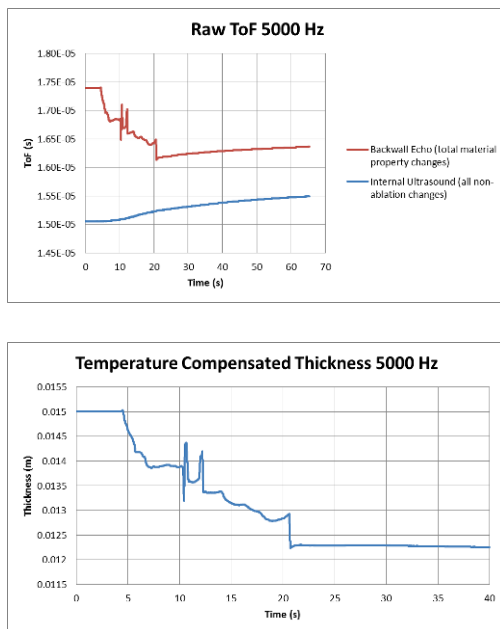 Raw ToF 5000 Hz
1.80E-05
1.75E-05
1.70E-05
1.65E-05
1.60E-05
1.55E-05
1.50E-05
1.45E-05
ToF (s)
0 10 20 30 40 50 60 70
Time (s)
Backwall Echo (total material
property changes)
Internal Ultrasound (all non-
ablation changes)
Temperature Compensated Thickness 5000 Hz
0.0155
0.015
0.0145
0.014
0.0135
0.013
0.0125
0.012
0.0115
Thickness (m)
0 5 10 15 20 25 30 35 40
Time (s)